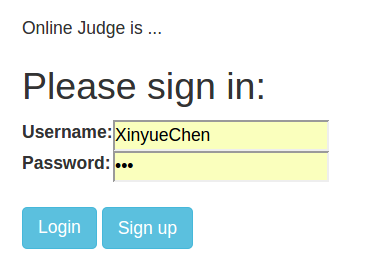 Online Judge is ...
Please sign in:
Username: XinyueChen
Password: •••
Login Sign up